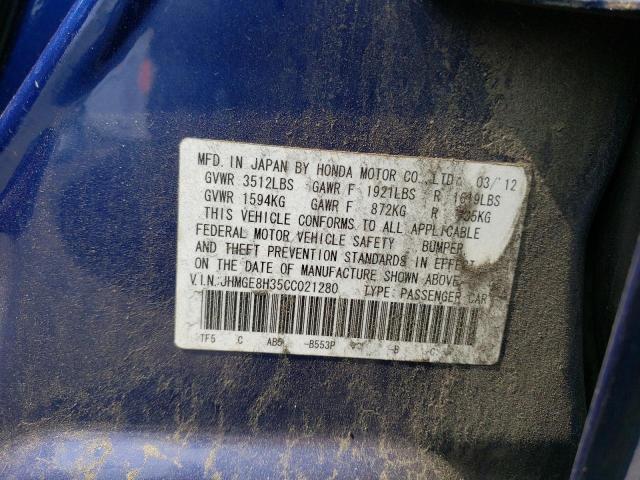 MFD. IN JAPAN BY HONDA MOTOR CO.,LTD. 03/12
GVWR 3512LBS GAWR F 1921LBS R 1619LBS
GVWR 1594KG GAWR F 872KG R 735KG
THIS VEHICLE CONFORMS TO ALL APPLICABLE
FEDERAL MOTOR VEHICLE SAFETY BUMPER
AND THEFT PREVENTION STANDARDS IN EFFECT
ON THE DATE OF MANUFACTURE SHOWN ABOVE.
V.I.N.:JHMGE8H35CC021280 TYPE: PASSENGER CAR
TF5 C AB5 -B553P -B C